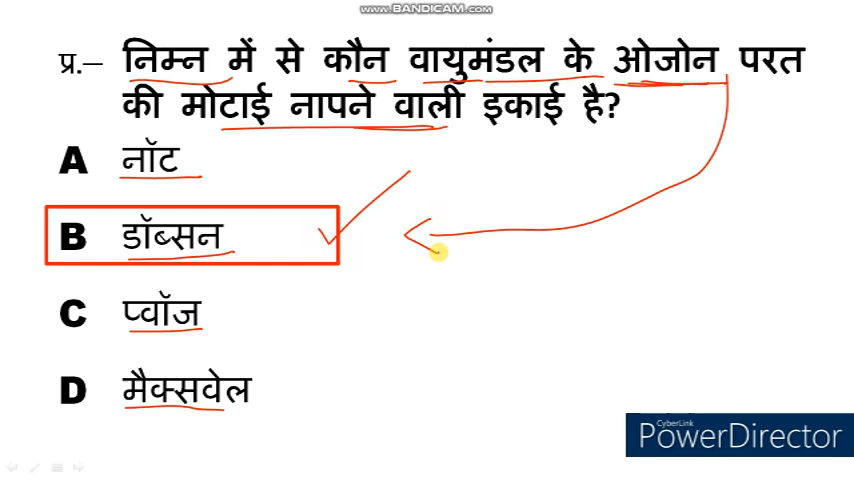 www.BANDICAM.com
प्र.– निम्न में से कौन वायुमंडल के ओजोन परत
की मोटाई नापने वाली इकाई है?
A नॉट
B डॉब्सन
C प्वॉज
D मैक्सवेल
CyberLink
PowerDirector